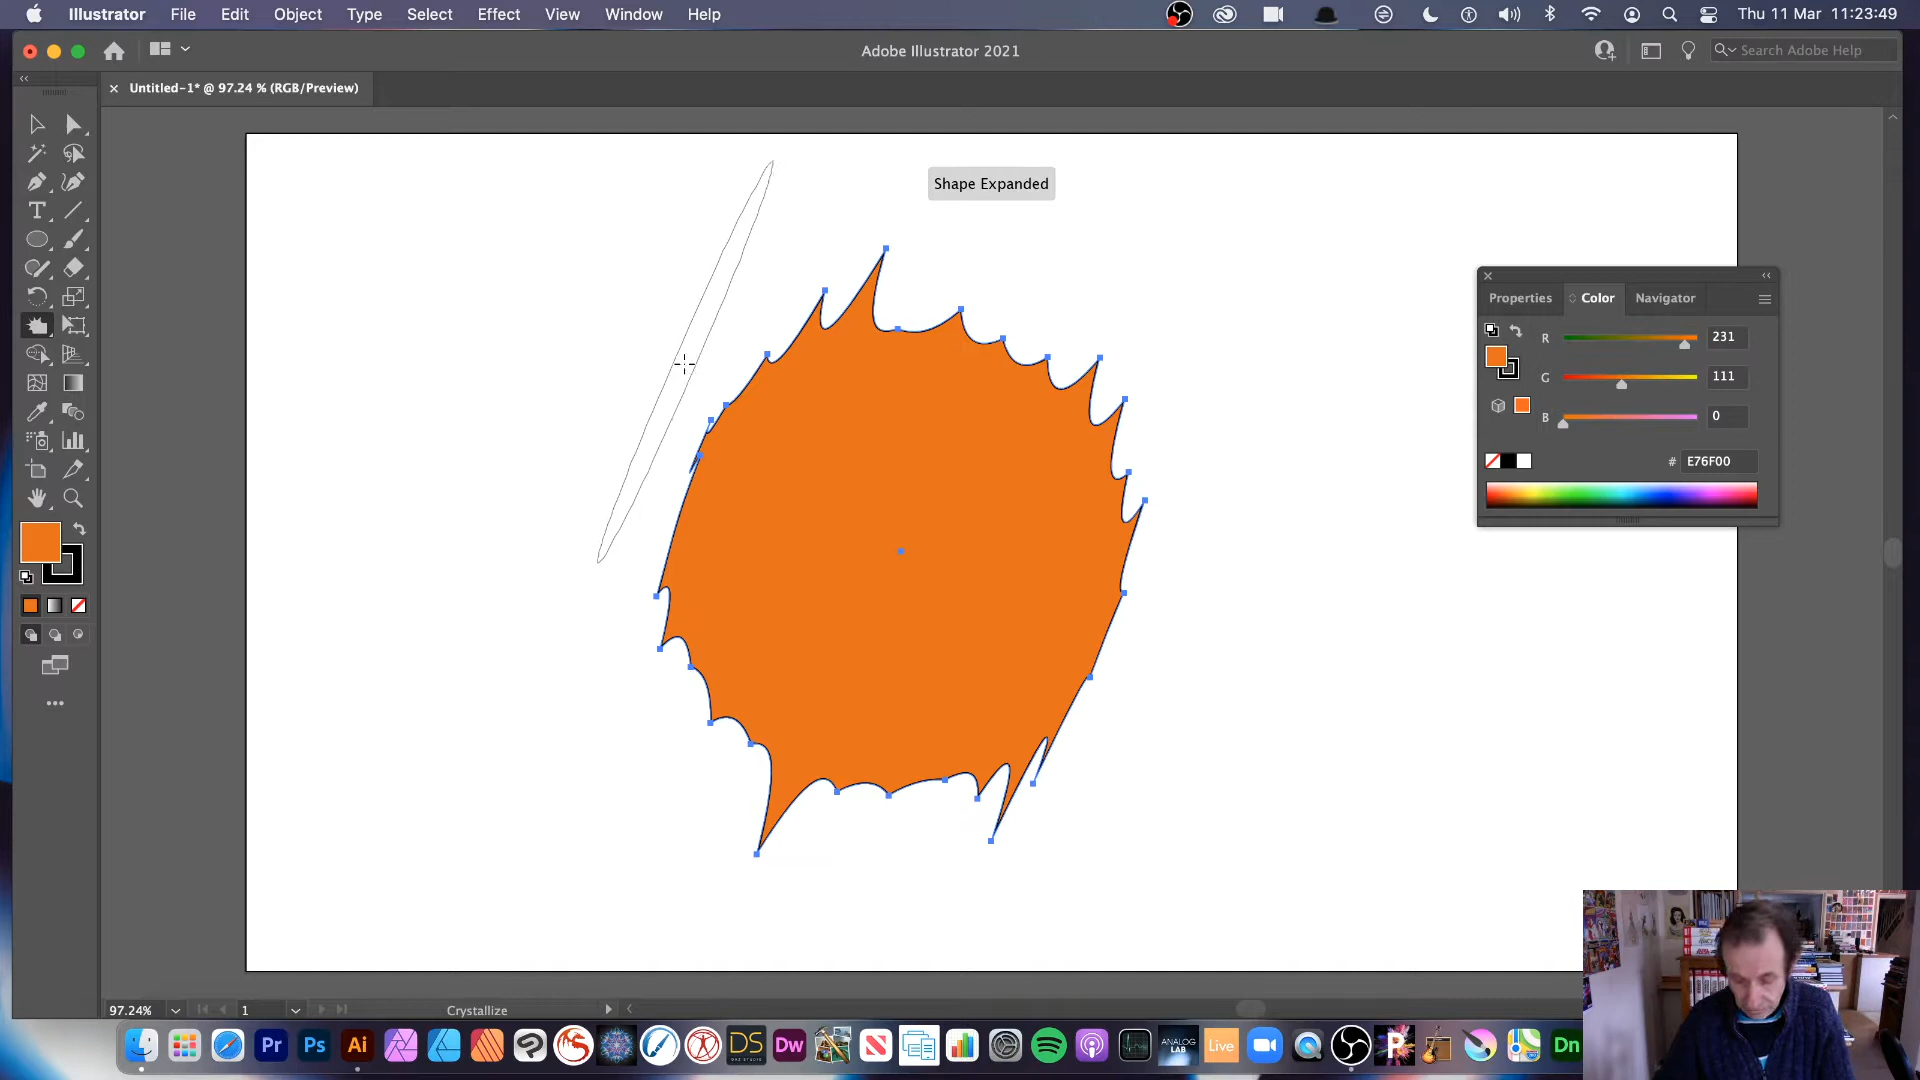 Illustrator File Edit Object Type Select Effect View Window Help Thu 11 Mar 11:23:49
Adobe Illustrator 2021
Search Adobe Help
Untitled-1* @ 97.24 % (RGB/Preview)
Shape Expanded
Properties Color Navigator
R 231
G 111
B 0
# E76F00
97.24% 1 Crystallize
Pr Ps Ai DS Dw ANALOG LAB Live P Dn